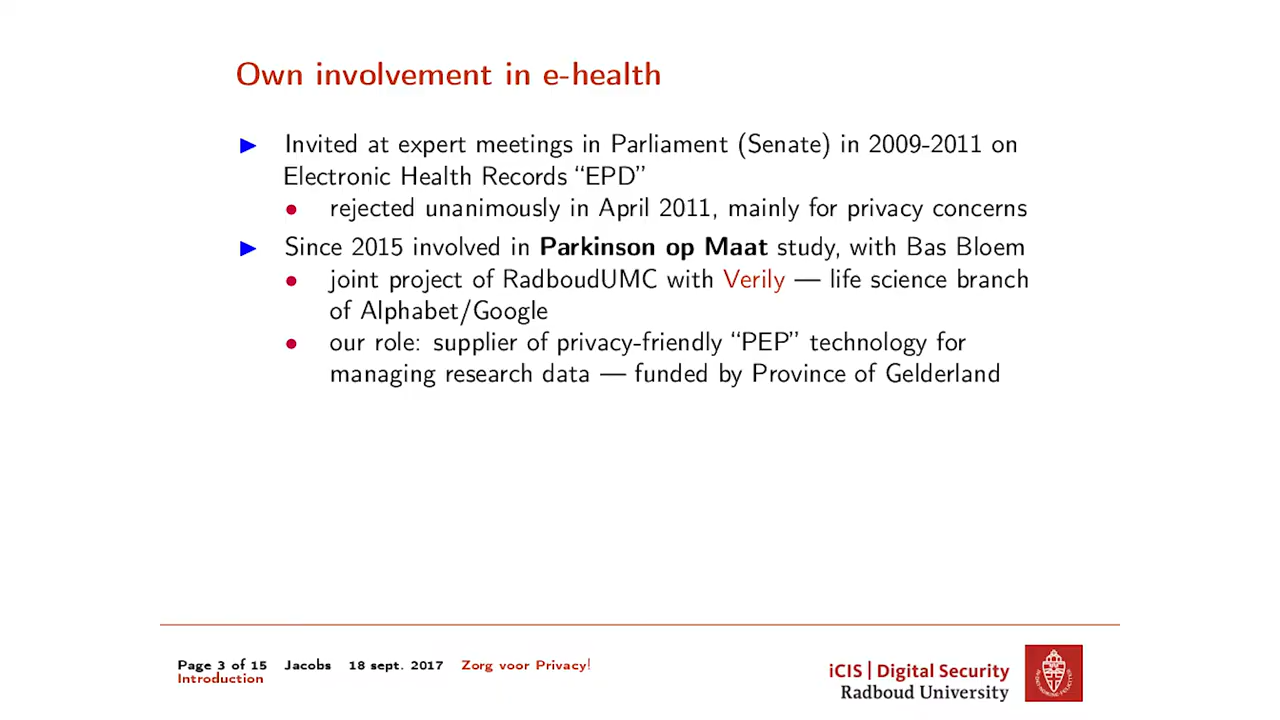 Own involvement in e-health
Invited at expert meetings in Parliament (Senate) in 2009-2011 on
Electronic Health Records “EPD”
rejected unanimously in April 2011, mainly for privacy concerns
Since 2015 involved in Parkinson op Maat study, with Bas Bloem
joint project of RadboudUMC with Verily — life science branch
of Alphabet/Google
our role: supplier of privacy-friendly “PEP” technology for
managing research data — funded by Province of Gelderland
Page 3 of 15 Jacobs 18 sept. 2017 Zorg voor Privacy!
Introduction
iCIS | Digital Security
Radboud University